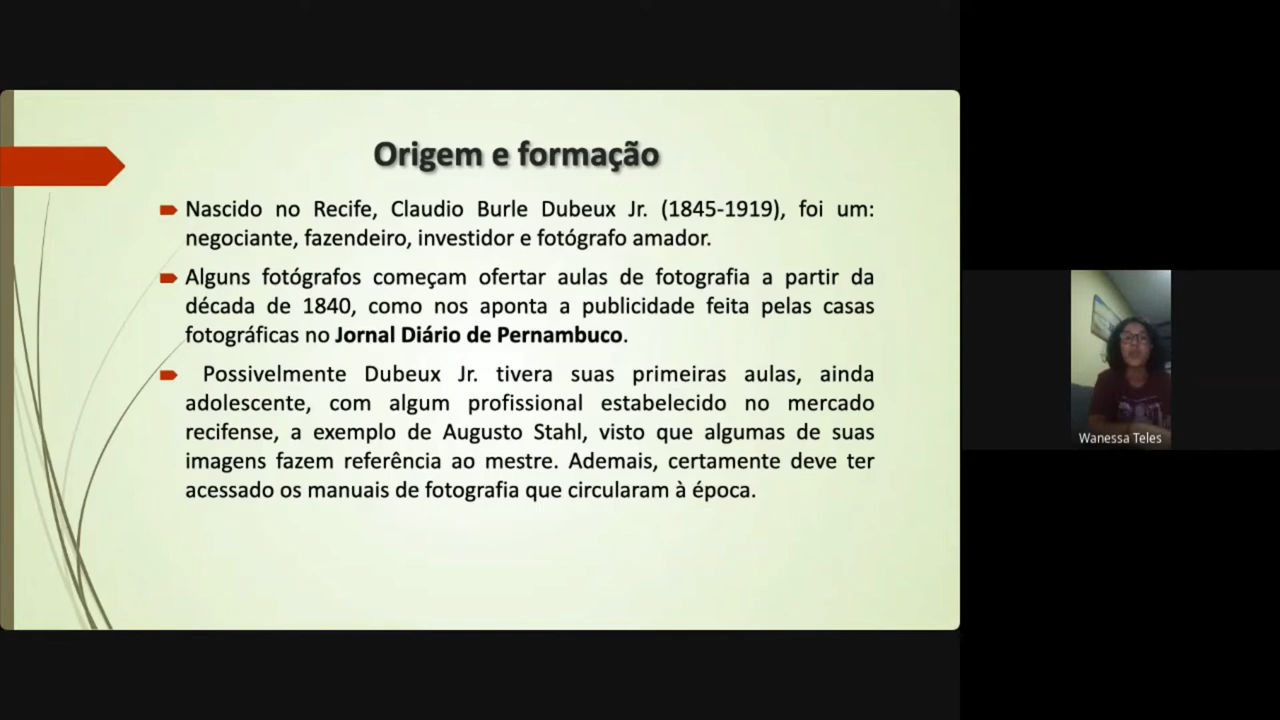 Origem e formação
Nascido no Recife, Claudio Burle Dubeux Jr. (1845-1919), foi um:
negociante, fazendeiro, investidor e fotógrafo amador.
Alguns fotógrafos começam ofertar aulas de fotografia a partir da
década de 1840, como nos aponta a publicidade feita pelas casas
fotográficas no Jornal Diário de Pernambuco.
Possivelmente Dubeux Jr. tivera suas primeiras aulas, ainda
adolescente, com algum profissional estabelecido no mercado
recifense, a exemplo de Augusto Stahl, visto que algumas de suas
imagens fazem referência ao mestre. Ademais, certamente deve ter
acessado os manuais de fotografia que circularam à época.
Wanessa Teles